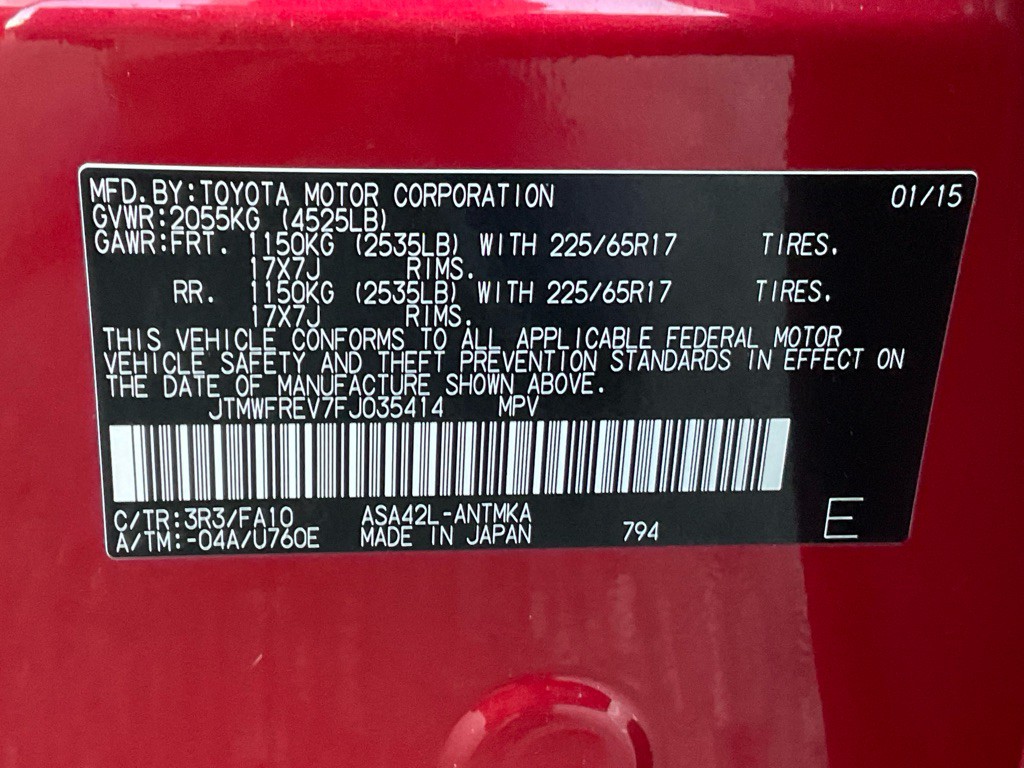 MFD.BY:TOYOTA MOTOR CORPORATION 01/15
GVWR:2055KG (4525LB)
GAWR:FRT. 1150KG (2535LB) WITH 225/65R17 TIRES.
17X7J RIMS.
RR. 1150KG (2535LB) WITH 225/65R17 TIRES.
17X7J RIMS.
THIS VEHICLE CONFORMS TO ALL APPLICABLE FEDERAL MOTOR
VEHICLE SAFETY AND THEFT PREVENTION STANDARDS IN EFFECT ON
THE DATE OF MANUFACTURE SHOWN ABOVE.
JTMWFREV7FJ035414 MPV
C/TR:3R3/FA10 ASA42L-ANTMKA
A/TM:-04A/U760E MADE IN JAPAN 794 E